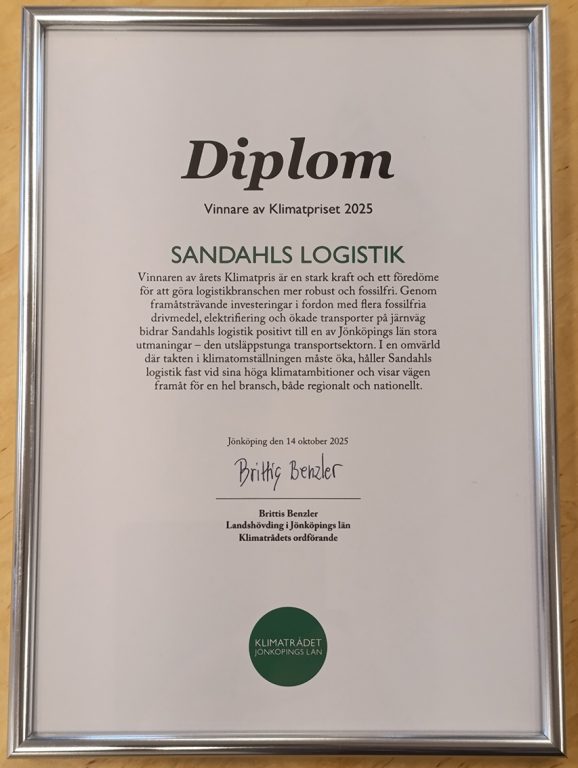 Diplom
Vinnare av Klimatpriset 2025
SANDAHLS LOGISTIK
Vinnaren av årets Klimatpris är en stark kraft och ett föredöme
för att göra logistikbranschen mer robust och fossilfri. Genom
framåtsträvande investeringar i fordon med flera fossilfria
drivmedel, elektrifiering och ökade transporter på järnväg
bidrar Sandahls logistik positivt till en av Jönköpings län stora
utmaningar – den utsläppstunga transportsektorn. I en omvärld
där takten i klimatomställningen måste öka, håller Sandahls
logistik fast vid sina höga klimatambitioner och visar vägen
framåt för en hel bransch, både regionalt och nationellt.
Jönköping den 14 oktober 2025
Brittis Benzler
Brittis Benzler
Landshövding i Jönköpings län
Klimatrådets ordförande
KLIMATRÅDET
JÖNKÖPINGS LÄN